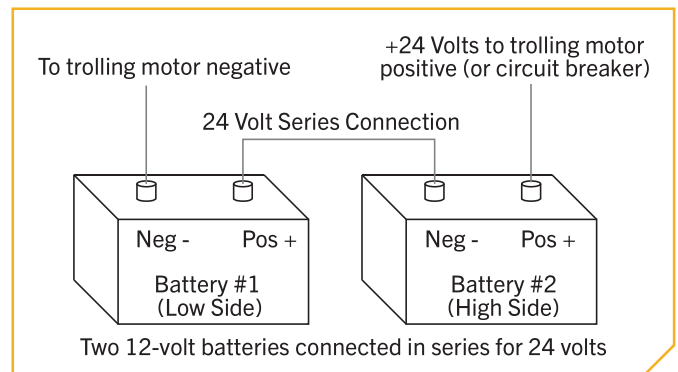 To trolling motor negative
+24 Volts to trolling motor
positive (or circuit breaker)
24 Volt Series Connection
Neg -
Pos +
Battery #1
(Low Side)
Neg -
Pos +
Battery #2
(High Side)
Two 12-volt batteries connected in series for 24 volts